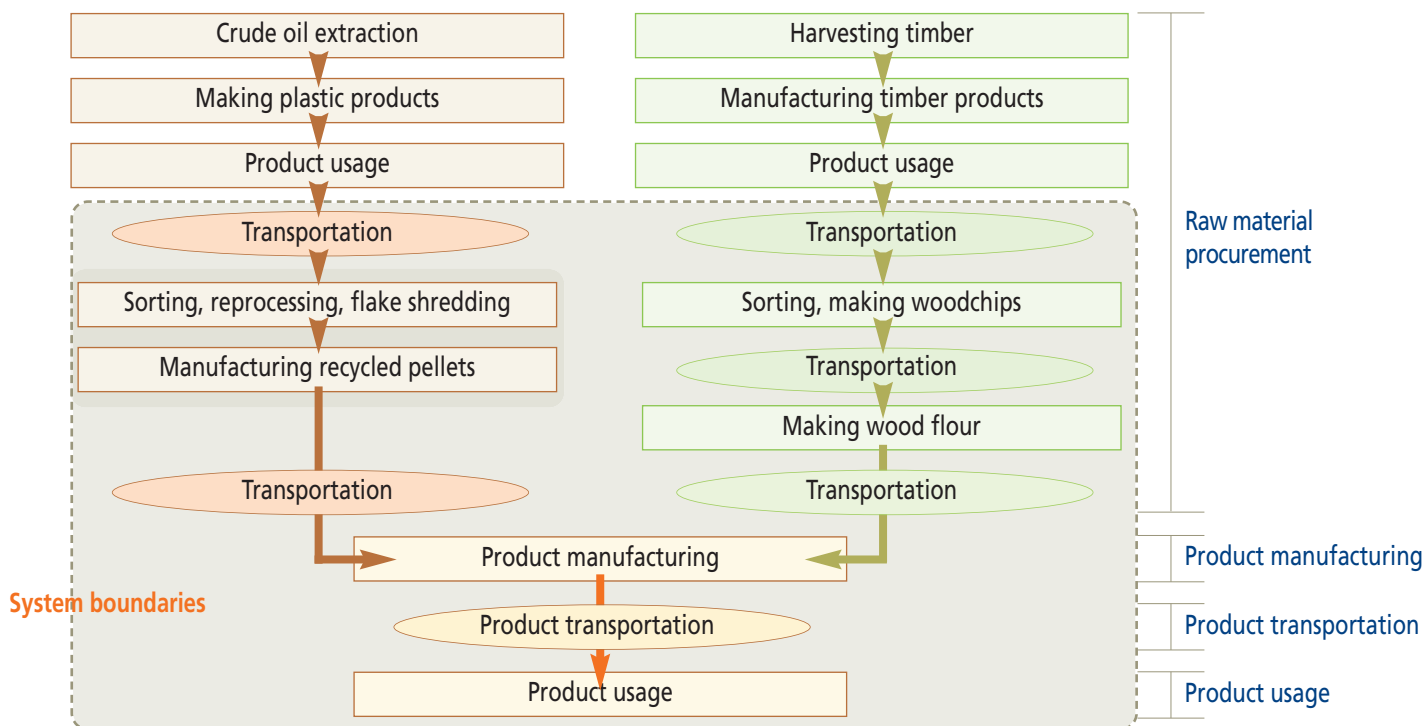 Crude oil extraction
Making plastic products
Product usage
Transportation
Sorting, reprocessing, flake shredding
Manufacturing recycled pellets
Transportation
Harvesting timber
Manufacturing timber products
Product usage
Transportation
Sorting, making woodchips
Transportation
Making wood flour
Transportation
Product manufacturing
Product transportation
Product usage
System boundaries
Raw material
procurement
Product manufacturing
Product transportation
Product usage